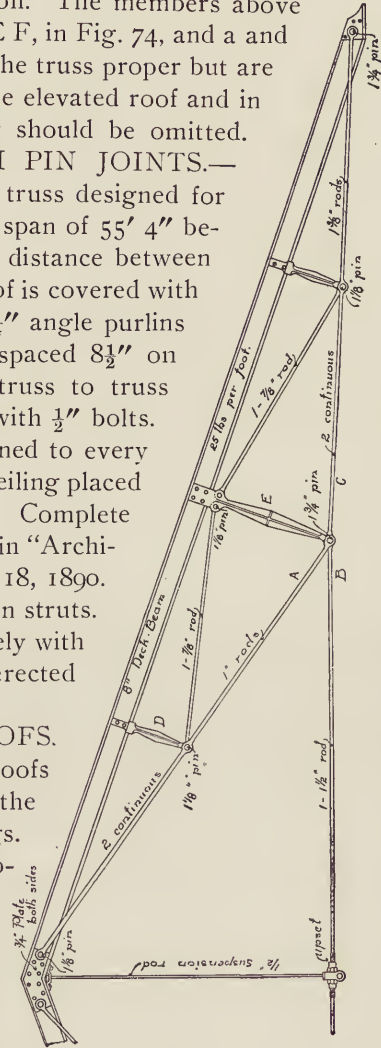 on. The members above
E F, in Fig. 74, and a and
he truss proper but are
e elevated roof and in
should be omitted.
PIN JOINTS.—
truss designed for
span of 55′ 4″ be-
distance between
of is covered with
″ angle purlins
spaced 8½″ on
truss to truss
with ½″ bolts.
ned to every
eiling placed
Complete
in “Archi-
18, 1890.
n struts.
ely with
erected
OFS.
oofs
the
s.
o-
1¾" pin
1⅜" rods
1⅛" pin
2 continuous
1-⅞" rod
25 lbs per foot.
E
¾" pin
C
1⅛" pin
A
B
8" Deck-Beam
1-⅞" rod
1" rods
D
1⅛" pin
2 continuous
1-1½" rod
¾" Plate
both sides
1⅛" pin
½" suspension rod
upset